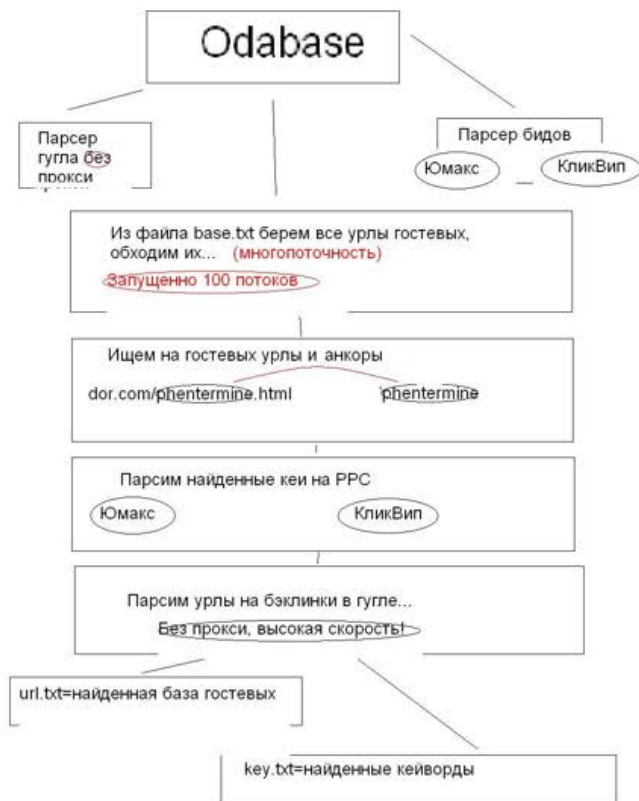 Odabase
Парсер
гугла без
прокси
Парсер бидов
Юмакс
КликВип
Из файла base.txt берем все урлы гостевых,
обходим их... (многопоточность)
Запущенно 100 потоков
Ищем на гостевых урлы и анкоры
dor.com/phentermine.html
phentermine
Парсим найденные кеи на PPC
Юмакс
КликВип
Парсим урлы на бэклинки в гугле...
Без прокси, высокая скорость!
url.txt=найденная база гостевых
key.txt=найденные кейворды